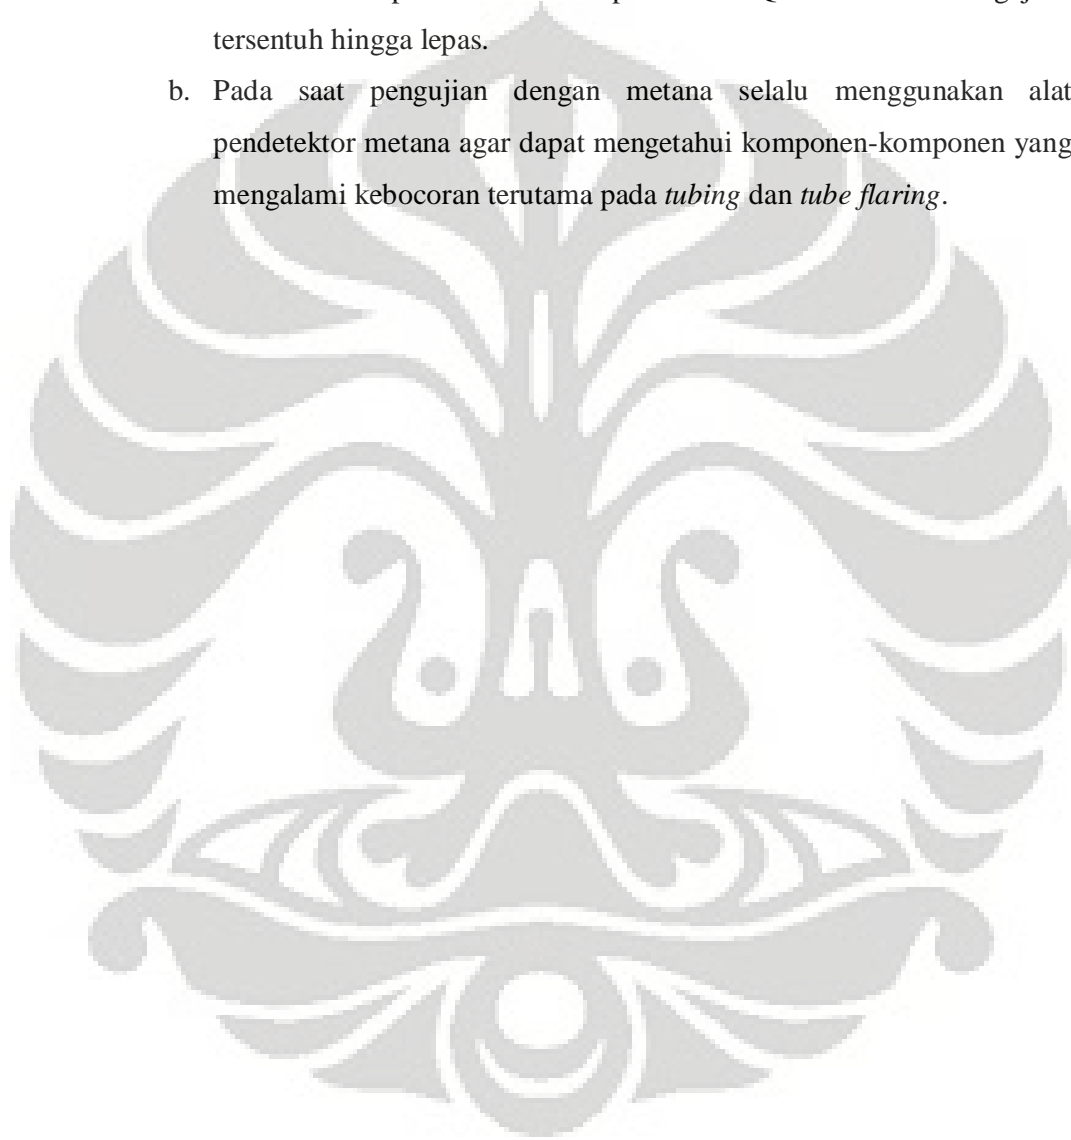 tersentuh hingga lepas.
b. Pada saat pengujian dengan metana selalu menggunakan alat
pendetektor metana agar dapat mengetahui komponen-komponen yang
mengalami kebocoran terutama pada tubing dan tube flaring.